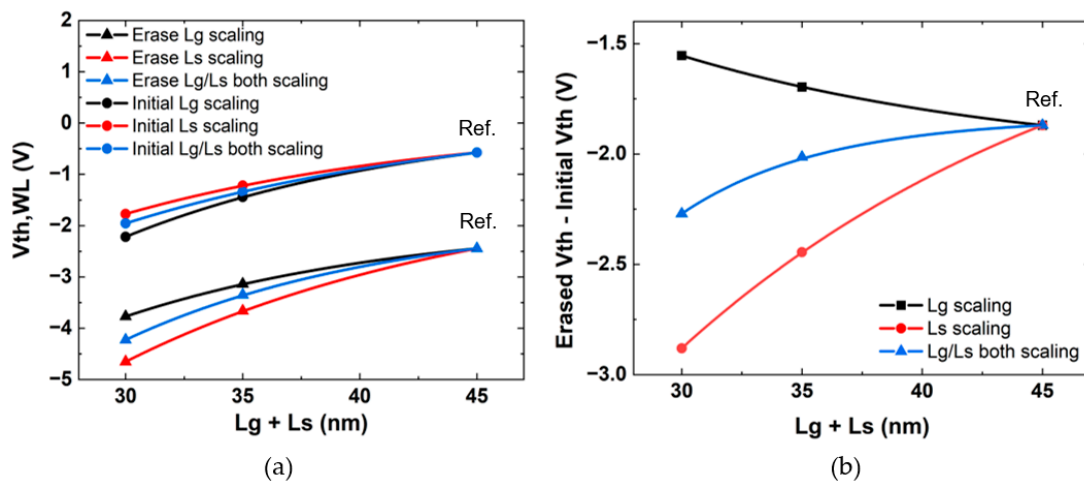 (a)
2
1
0
−1
−2
−3
−4
−5
Vth,WL (V)
Erase Lg scaling
Erase Ls scaling
Erase Lg/Ls both scaling
Initial Lg scaling
Initial Ls scaling
Initial Lg/Ls both scaling
Ref.
Ref.
30
35
40
45
Lg + Ls (nm)
(b)
−1.5
−2.0
−2.5
−3.0
Erased Vth - Initial Vth (V)
Ref.
Lg scaling
Ls scaling
Lg/Ls both scaling
30
35
40
45
Lg + Ls (nm)
(a)
(b)